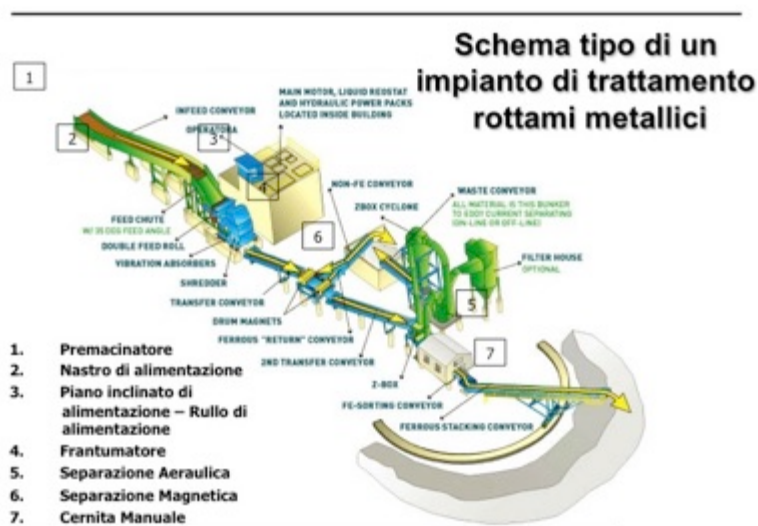 Schema tipo di un
impianto di trattamento
rottami metallici
1
2
3
6
5
7
INFEED CONVEYOR
MAIN MOTOR, LIQUID REOSTAT
AND HYDRAULIC POWER PACKS
LOCATED INSIDE BUILDING
NON-FE CONVEYOR
ZBOX CYCLONE
WASTE CONVEYOR
ALL MATERIAL IS THIS BUNKER
TO EDDY CURRENT SEPARATING
(ON-LINE OR OFF-LINE)
FILTER HOUSE
OPTIONAL
FEED CHUTE
W/ 35 DEG FEED ANGLE
DOUBLE FEED ROLL
VIBRATION ABSORBERS
SHREDDER
TRANSFER CONVEYOR
DRUM MAGNETS
FERROUS "RETURN" CONVEYOR
2ND TRANSFER CONVEYOR
Z-BOX
FE-SORTING CONVEYOR
FERROUS STACKING CONVEYOR
1. Premacinatore
2. Nastro di alimentazione
3. Piano inclinato di
alimentazione – Rullo di
alimentazione
4. Frantumatore
5. Separazione Aeraulica
6. Separazione Magnetica
7. Cernita Manuale